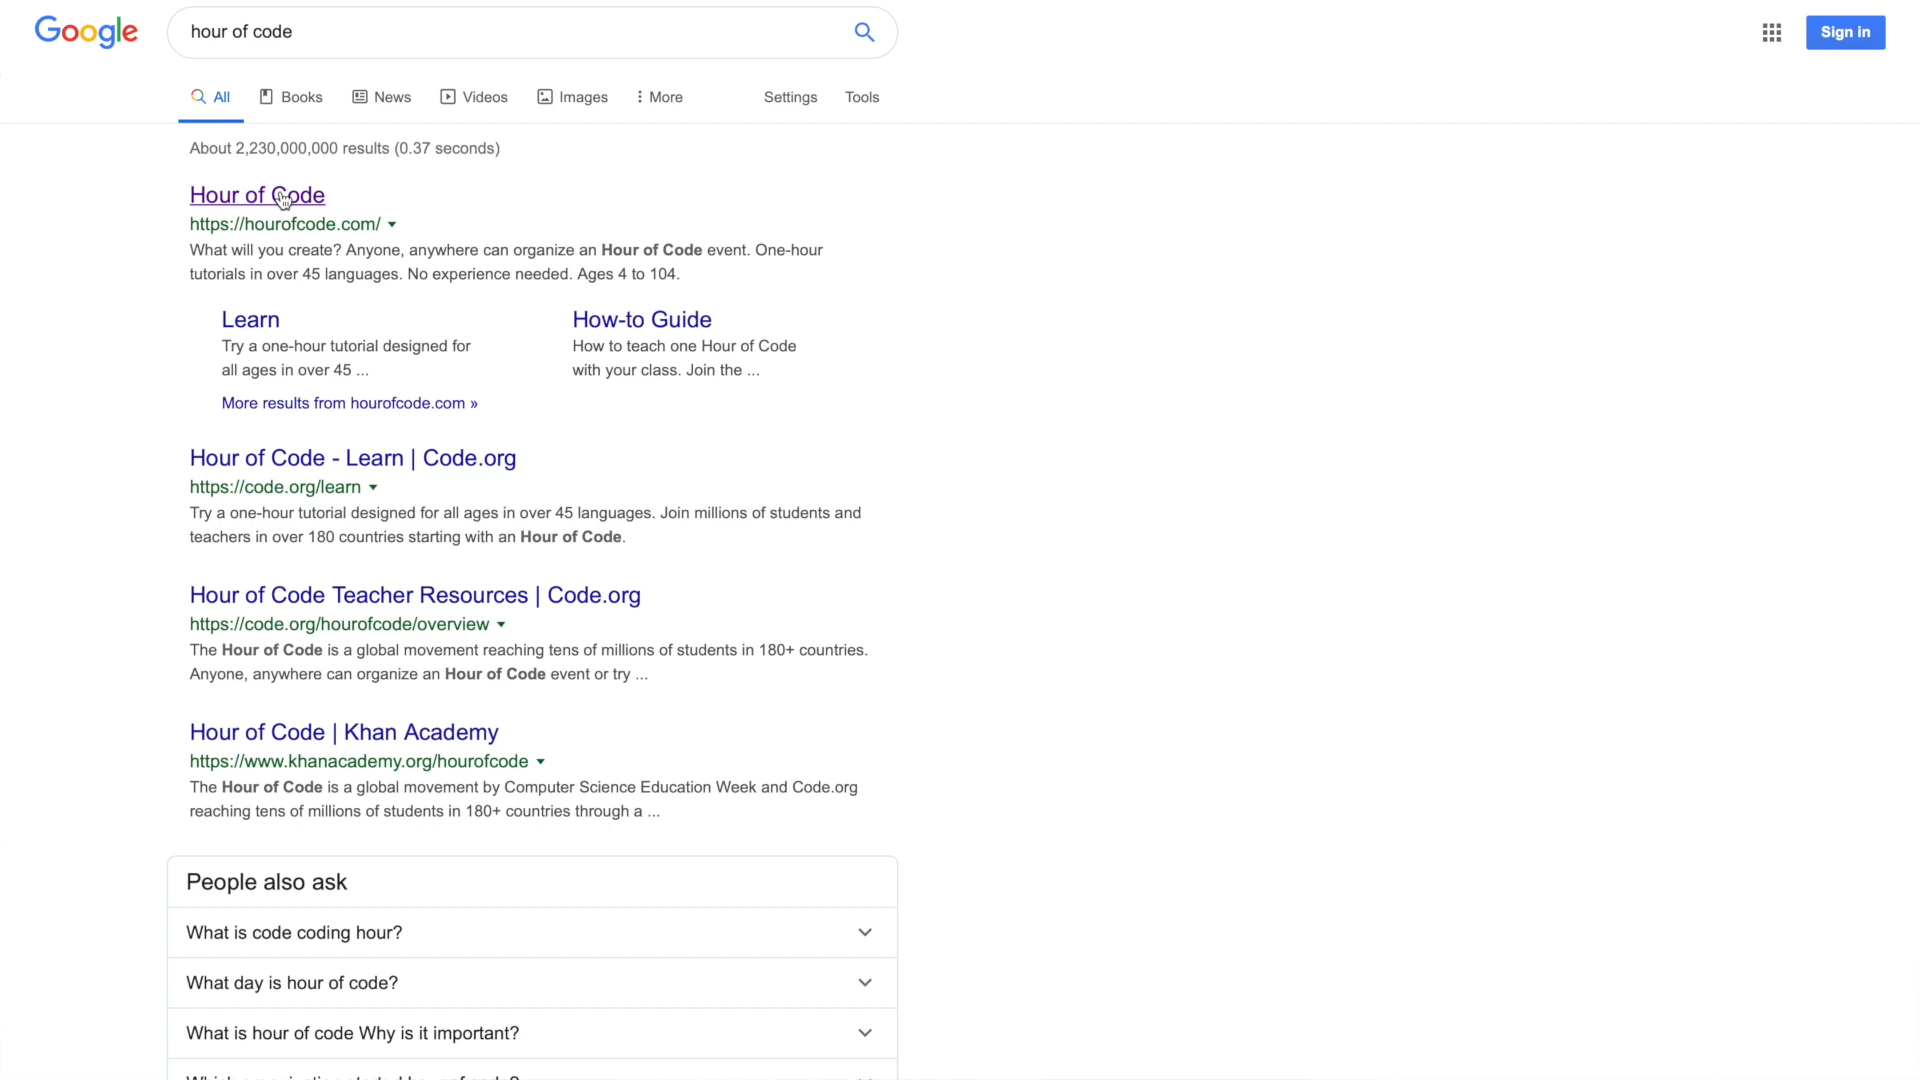 Google
hour of code
Sign in
All Books News Videos Images More Settings Tools
About 2,230,000,000 results (0.37 seconds)
Hour of Code
https://hourofcode.com/
What will you create? Anyone, anywhere can organize an Hour of Code event. One-hour
tutorials in over 45 languages. No experience needed. Ages 4 to 104.
Learn
Try a one-hour tutorial designed for
all ages in over 45 ...
How-to Guide
How to teach one Hour of Code
with your class. Join the ...
More results from hourofcode.com »
Hour of Code - Learn | Code.org
https://code.org/learn
Try a one-hour tutorial designed for all ages in over 45 languages. Join millions of students and
teachers in over 180 countries starting with an Hour of Code.
Hour of Code Teacher Resources | Code.org
https://code.org/hourofcode/overview
The Hour of Code is a global movement reaching tens of millions of students in 180+ countries.
Anyone, anywhere can organize an Hour of Code event or try ...
Hour of Code | Khan Academy
https://www.khanacademy.org/hourofcode
The Hour of Code is a global movement by Computer Science Education Week and Code.org
reaching tens of millions of students in 180+ countries through a ...
People also ask
What is code coding hour?
What day is hour of code?
What is hour of code Why is it important?